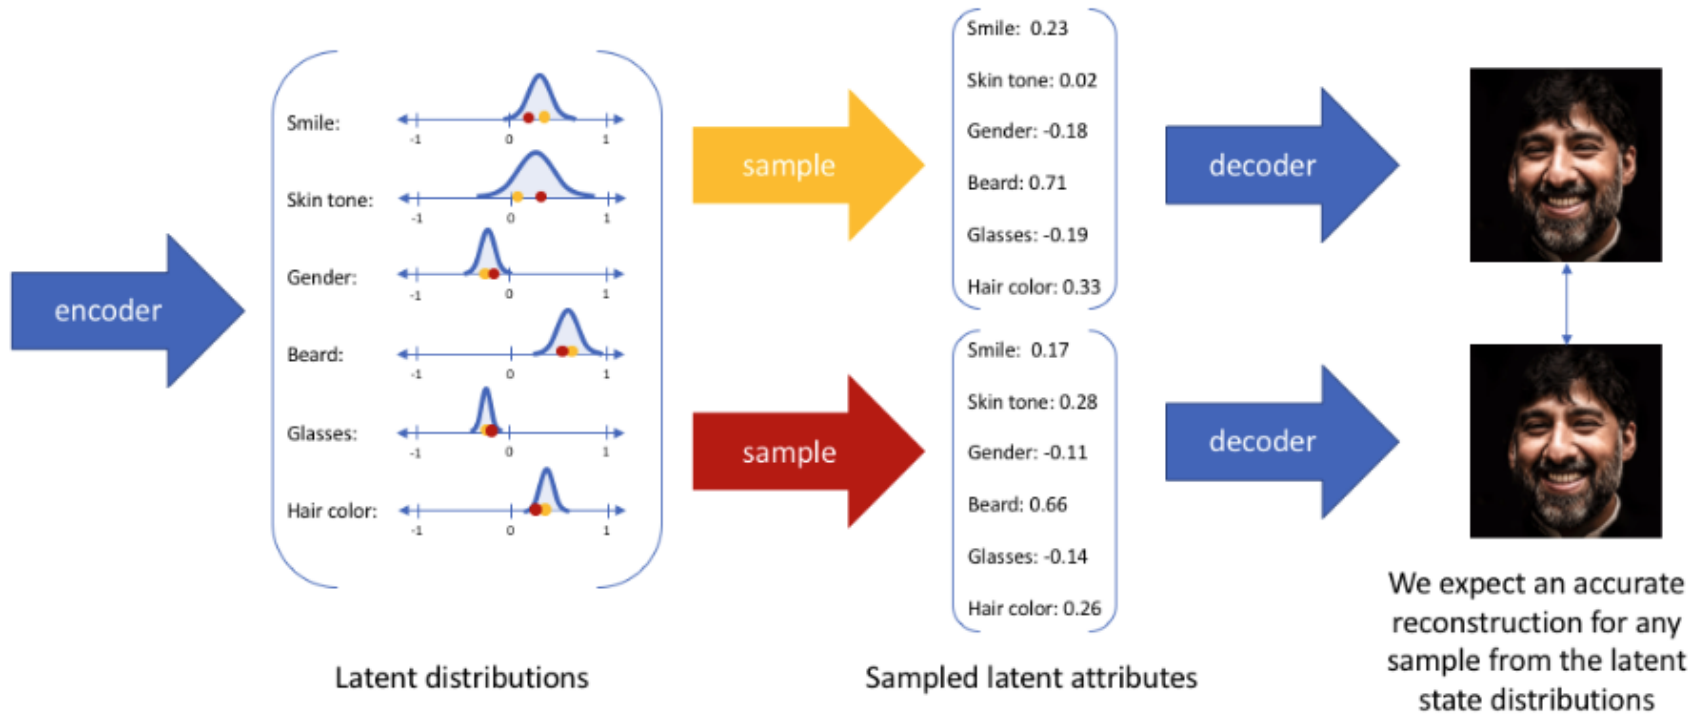 encoder
Smile:
-1 0 1
Skin tone:
-1 0 1
Gender:
-1 0 1
Beard:
-1 0 1
Glasses:
-1 0 1
Hair color:
-1 0 1
Latent distributions
sample
sample
Smile: 0.23
Skin tone: 0.02
Gender: -0.18
Beard: 0.71
Glasses: -0.19
Hair color: 0.33
Smile: 0.17
Skin tone: 0.28
Gender: -0.11
Beard: 0.66
Glasses: -0.14
Hair color: 0.26
Sampled latent attributes
decoder
decoder
We expect an accurate
reconstruction for any
sample from the latent
state distributions